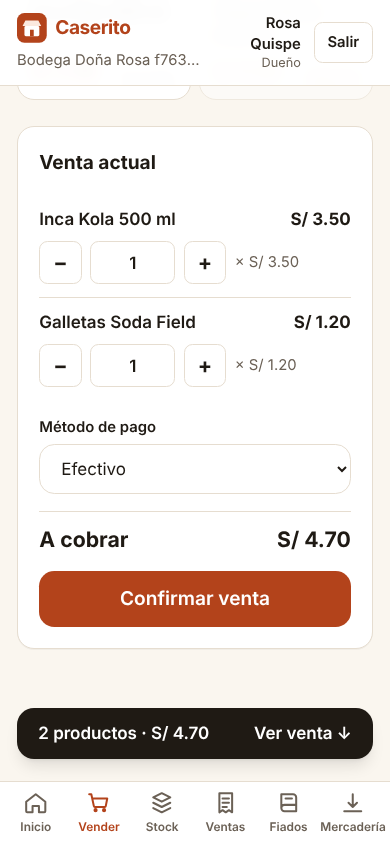 Caserito
Bodega Doña Rosa f763...
Rosa
Quispe
Dueño
Salir
Venta actual
Inca Kola 500 ml S/ 3.50
− 1 + × S/ 3.50
Galletas Soda Field S/ 1.20
− 1 + × S/ 1.20
Método de pago
Efectivo
A cobrar S/ 4.70
Confirmar venta
2 productos · S/ 4.70 Ver venta ↓
Inicio Vender Stock Ventas Fiados Mercadería